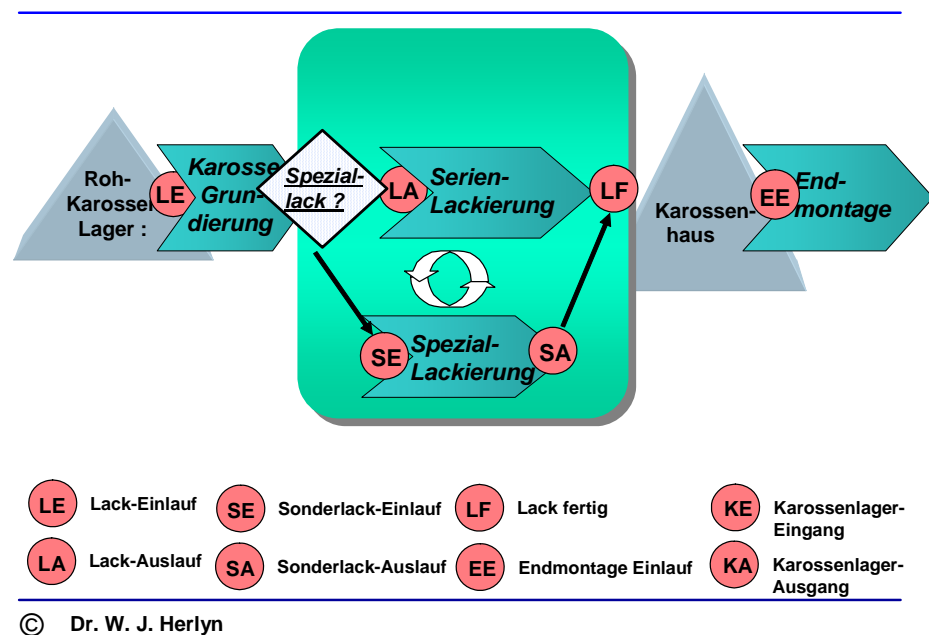 Roh-
Karossen
Lager :
LE
Karosse
Grun-
dierung
Spezial-
lack ?
LA
Serien-
Lackierung
LF
Karossen-
haus
EE
End-
montage
SE
Spezial-
Lackierung
SA
LE Lack-Einlauf
SE Sonderlack-Einlauf
LF Lack fertig
KE Karossenlager-
Eingang
LA Lack-Auslauf
SA Sonderlack-Auslauf
EE Endmontage Einlauf
KA Karossenlager-
Ausgang
© Dr. W. J. Herlyn